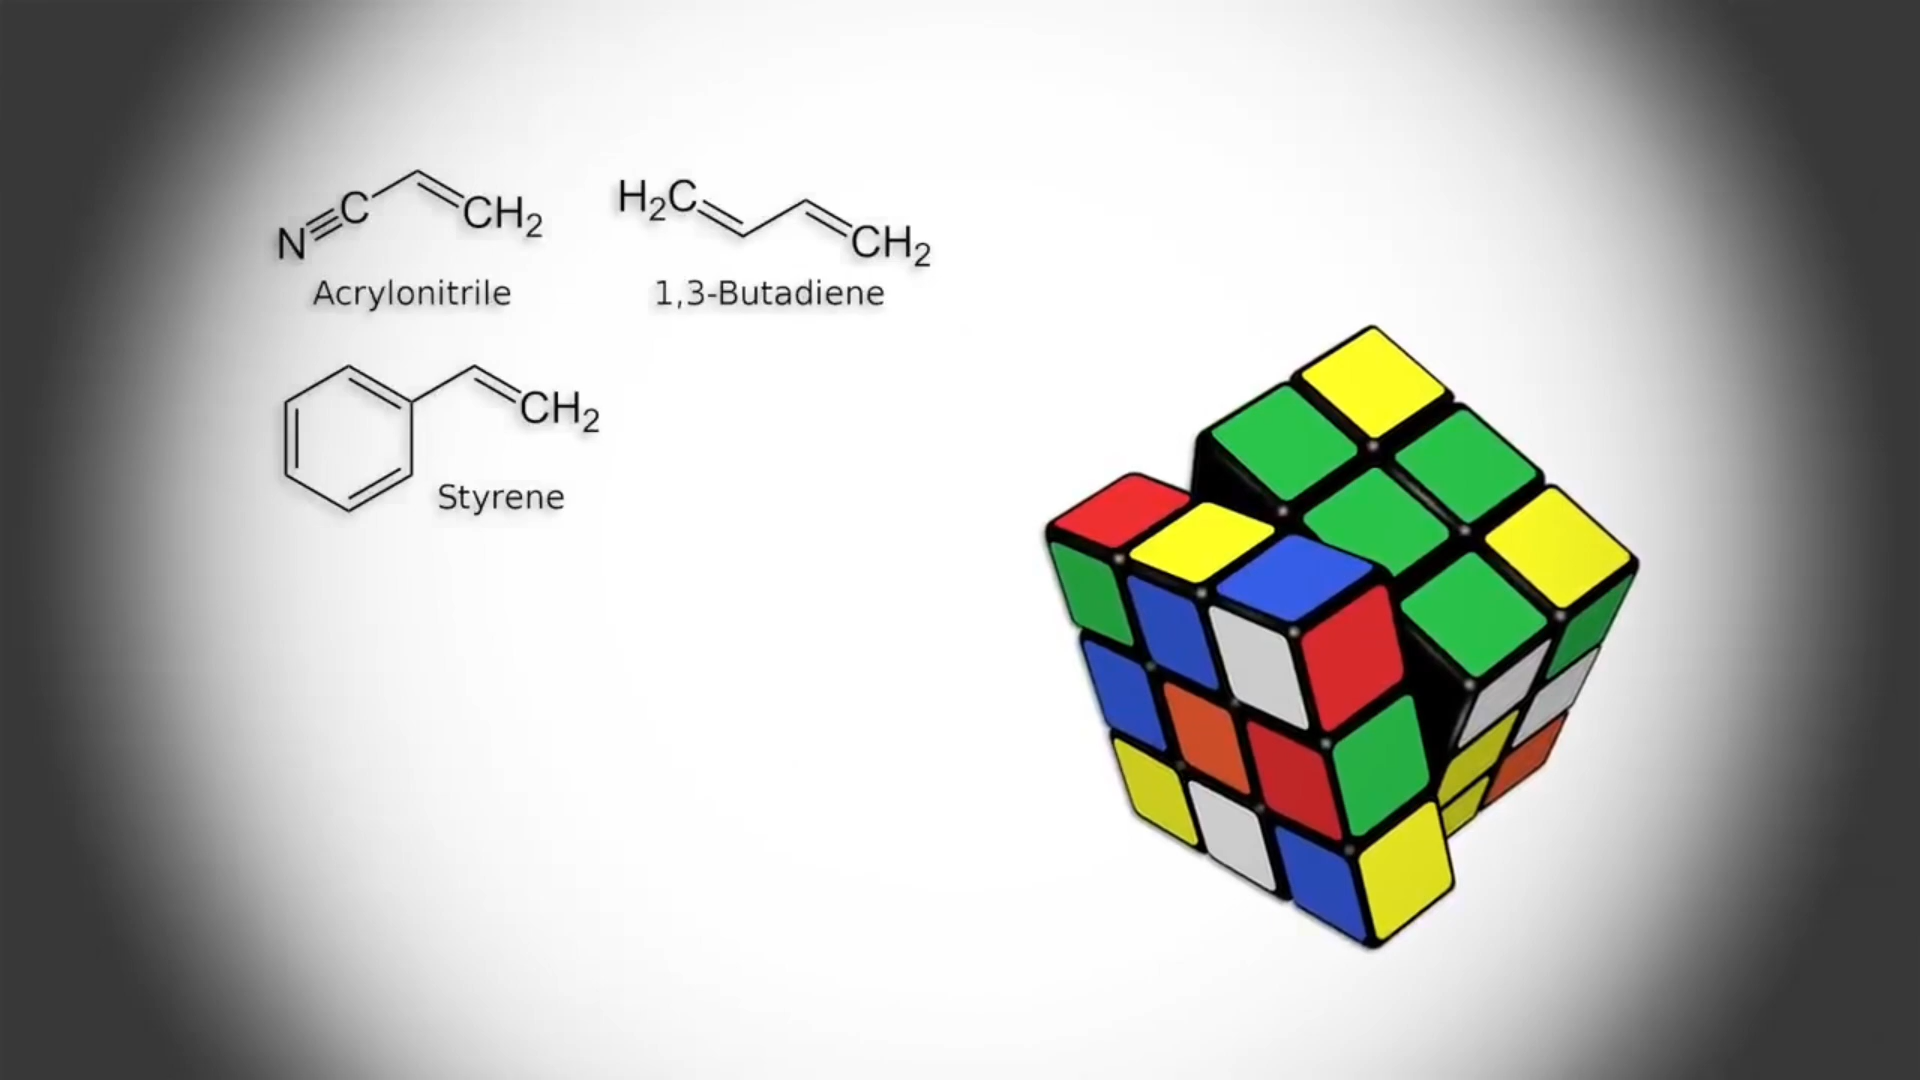 N C CH2
Acrylonitrile
H2C CH2
1,3-Butadiene
CH2
Styrene